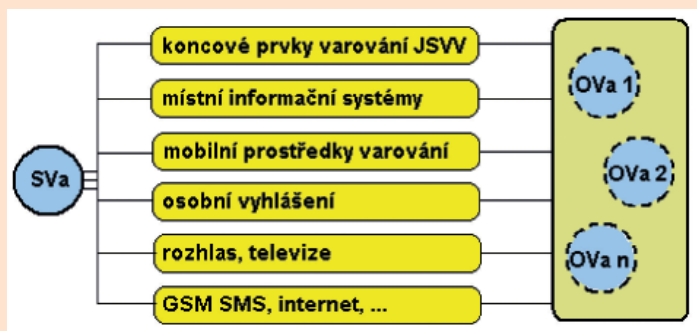 SVa
koncové prvky varování JSVV
místní informační systémy
mobilní prostředky varování
osobní vyhlášení
rozhlas, televize
GSM SMS, internet, ...
OVa 1
OVa 2
OVa n